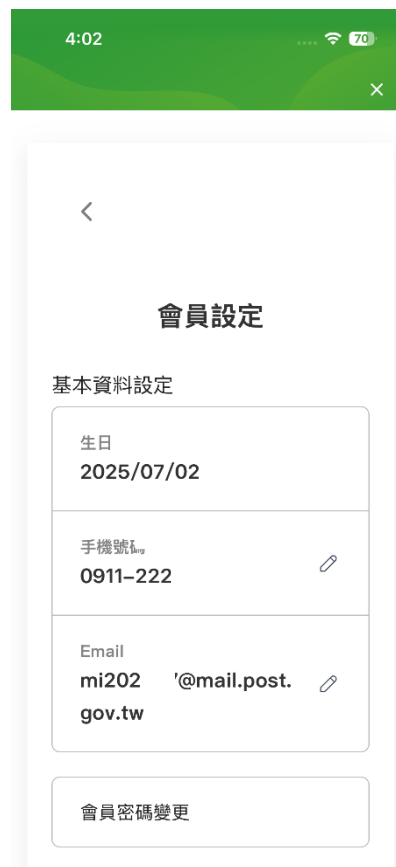 4:02
70
會員設定
基本資料設定
生日
2025/07/02
手機號
0911-222
Email
mi202 @mail.post.
gov.tw
會員密碼變更